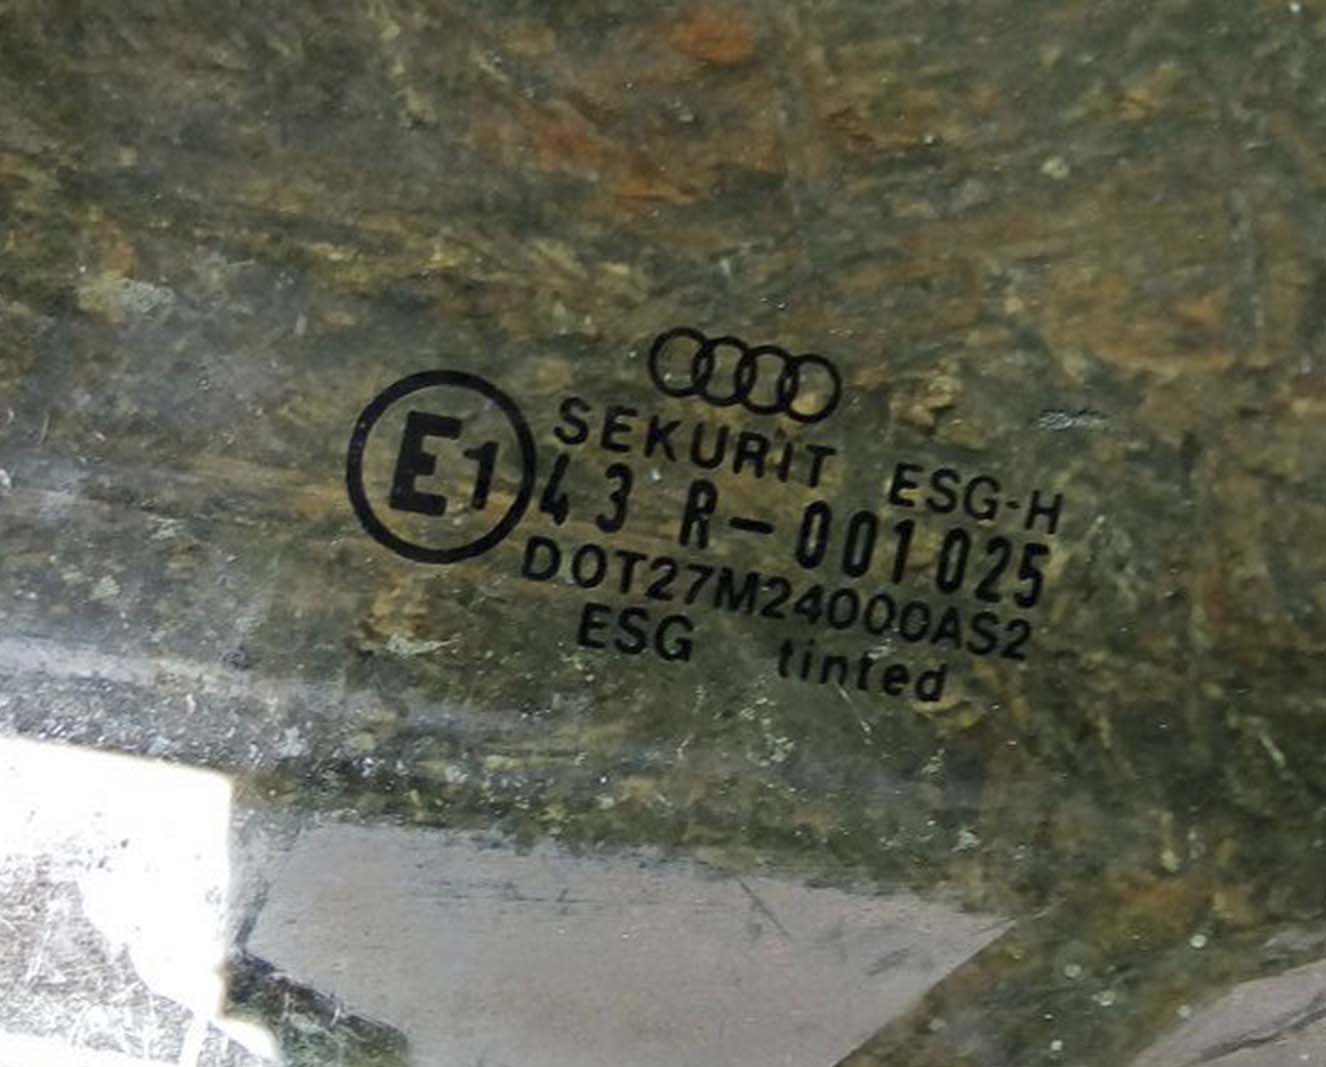 SEKURIT ESG-H
E1 43 R-001025
DOT27M24000AS2
ESG tinted